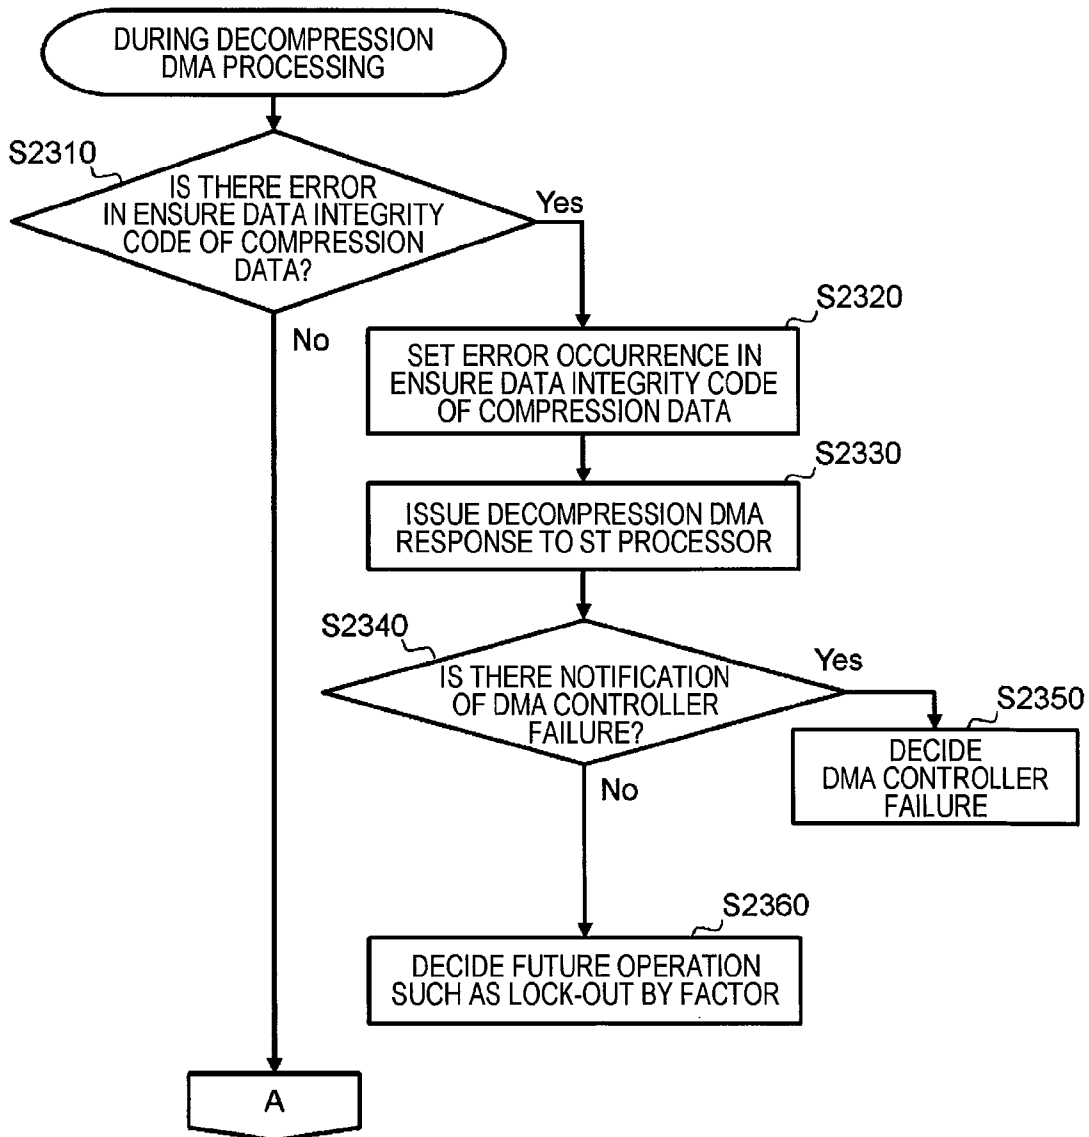 DURING DECOMPRESSION
DMA PROCESSING
S2310
IS THERE ERROR
IN ENSURE DATA INTEGRITY
CODE OF COMPRESSION
DATA?
Yes
No
S2320
SET ERROR OCCURRENCE IN
ENSURE DATA INTEGRITY CODE
OF COMPRESSION DATA
S2330
ISSUE DECOMPRESSION DMA
RESPONSE TO ST PROCESSOR
S2340
IS THERE NOTIFICATION
OF DMA CONTROLLER
FAILURE?
Yes
No
S2350
DECIDE
DMA CONTROLLER
FAILURE
S2360
DECIDE FUTURE OPERATION
SUCH AS LOCK-OUT BY FACTOR
A